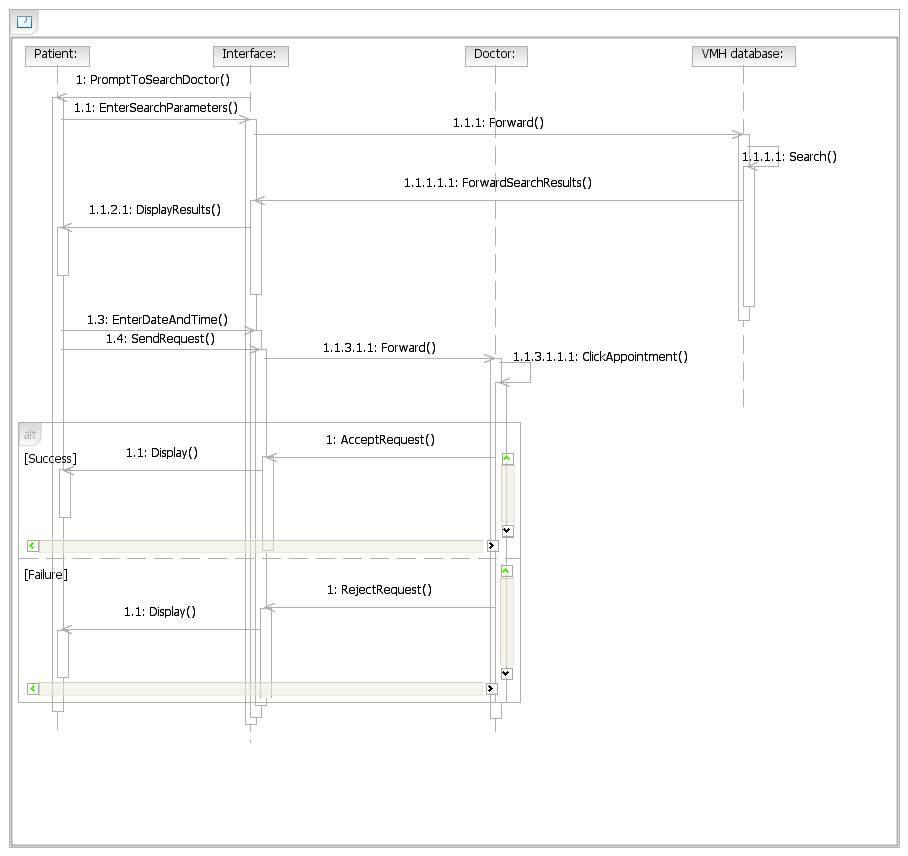 Patient: Interface: Doctor: VMH database:
1: PromptToSearchDoctor()
1.1: EnterSearchParameters()
1.1.1: Forward()
1.1.1.1: Search()
1.1.1.1.1: ForwardSearchResults()
1.1.2.1: DisplayResults()
1.3: EnterDateAndTime()
1.4: SendRequest()
1.1.3.1.1: Forward()
1.1.3.1.1.1: ClickAppointment()
alt
1: AcceptRequest()
1.1: Display()
[Success]
[Failure]
1: RejectRequest()
1.1: Display()